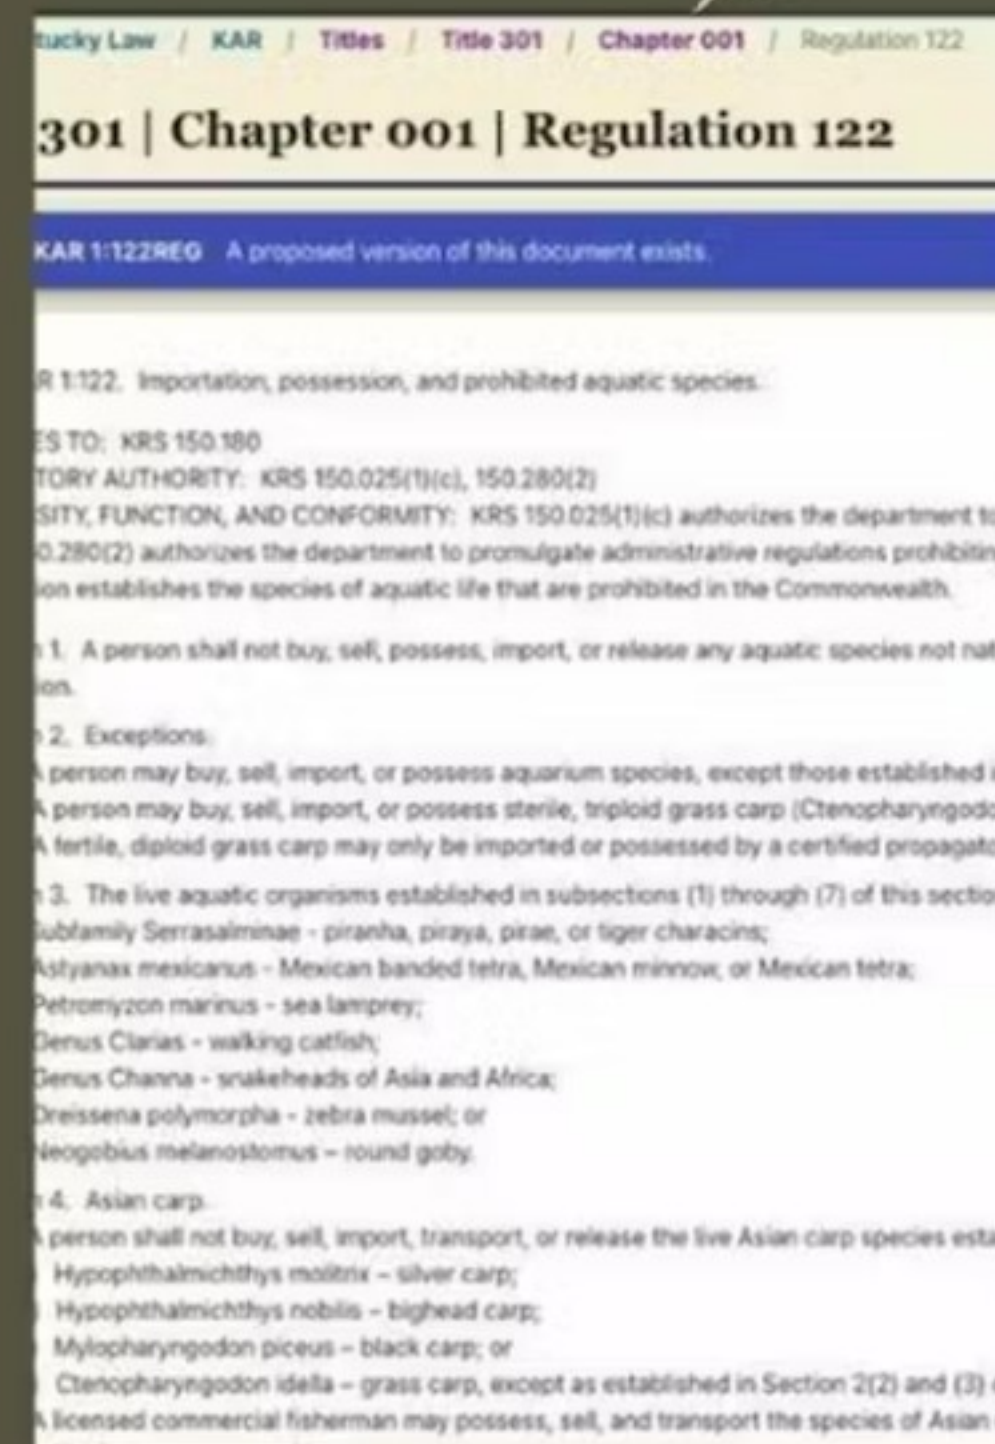 tucky Law / KAR / Titles / Title 301 / Chapter 001 / Regulation 122
301 | Chapter 001 | Regulation 122
KAR 1:122REG A proposed version of this document exists.
R 1:122. Importation, possession, and prohibited aquatic species.
ES TO: KRS 150.180
TORY AUTHORITY: KRS 150.025(1)(c), 150.280(2)
SITY, FUNCTION, AND CONFORMITY: KRS 150.025(1)(c) authorizes the department to
0.280(2) authorizes the department to promulgate administrative regulations prohibitin
ion establishes the species of aquatic life that are prohibited in the Commonwealth.
1. A person shall not buy, sell, possess, import, or release any aquatic species not nat
ion.
2. Exceptions.
A person may buy, sell, import, or possess aquarium species, except those established i
A person may buy, sell, import, or possess sterile, triploid grass carp (Ctenopharyngodo
A fertile, diploid grass carp may only be imported or possessed by a certified propagato
3. The live aquatic organisms established in subsections (1) through (7) of this sectio
Subfamily Serrasalminae - piranha, piraya, pirae, or tiger characins;
Astyanax mexicanus - Mexican banded tetra, Mexican minnow, or Mexican tetra;
Petromyzon marinus - sea lamprey;
Genus Clarias - walking catfish;
Genus Channa - snakeheads of Asia and Africa;
Dreissena polymorpha - zebra mussel; or
Neogobius melanostomus – round goby.
4. Asian carp.
A person shall not buy, sell, import, transport, or release the live Asian carp species esta
Hypophthalmichthys molitrix – silver carp;
Hypophthalmichthys nobilis – bighead carp;
Mylopharyngodon piceus – black carp; or
Ctenopharyngodon idella – grass carp, except as established in Section 2(2) and (3)
A licensed commercial fisherman may possess, sell, and transport the species of Asian